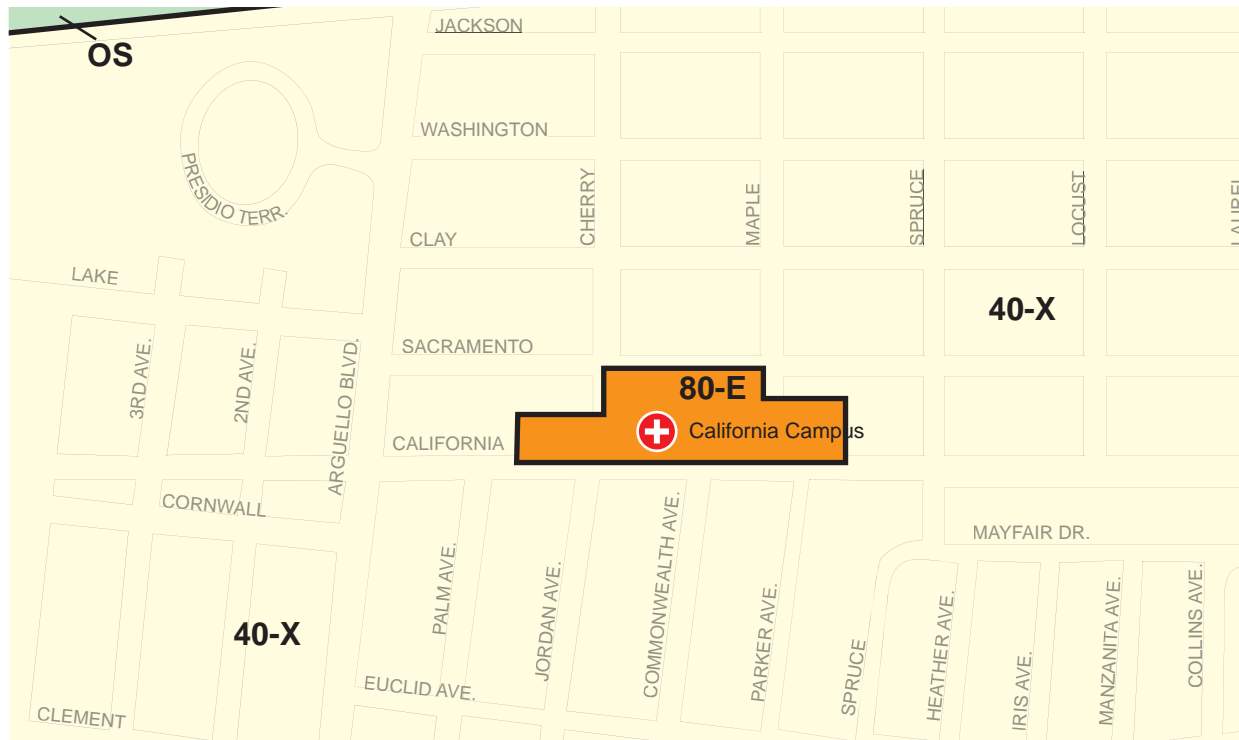 JACKSON
OS
WASHINGTON
PRESIDIO TERR.
CHERRY
MAPLE
SPRUCE
LOCUST
CLAY
LAKE
40-X
SACRAMENTO
3RD AVE.
2ND AVE.
ARGUELLO BLVD.
80-E
California Campus
CALIFORNIA
CORNWALL
MAYFAIR DR.
PALM AVE.
JORDAN AVE.
COMMONWEALTH AVE.
PARKER AVE.
SPRUCE
HEATHER AVE.
IRIS AVE.
MANZANITA AVE.
COLLINS AVE.
40-X
EUCLID AVE.
CLEMENT